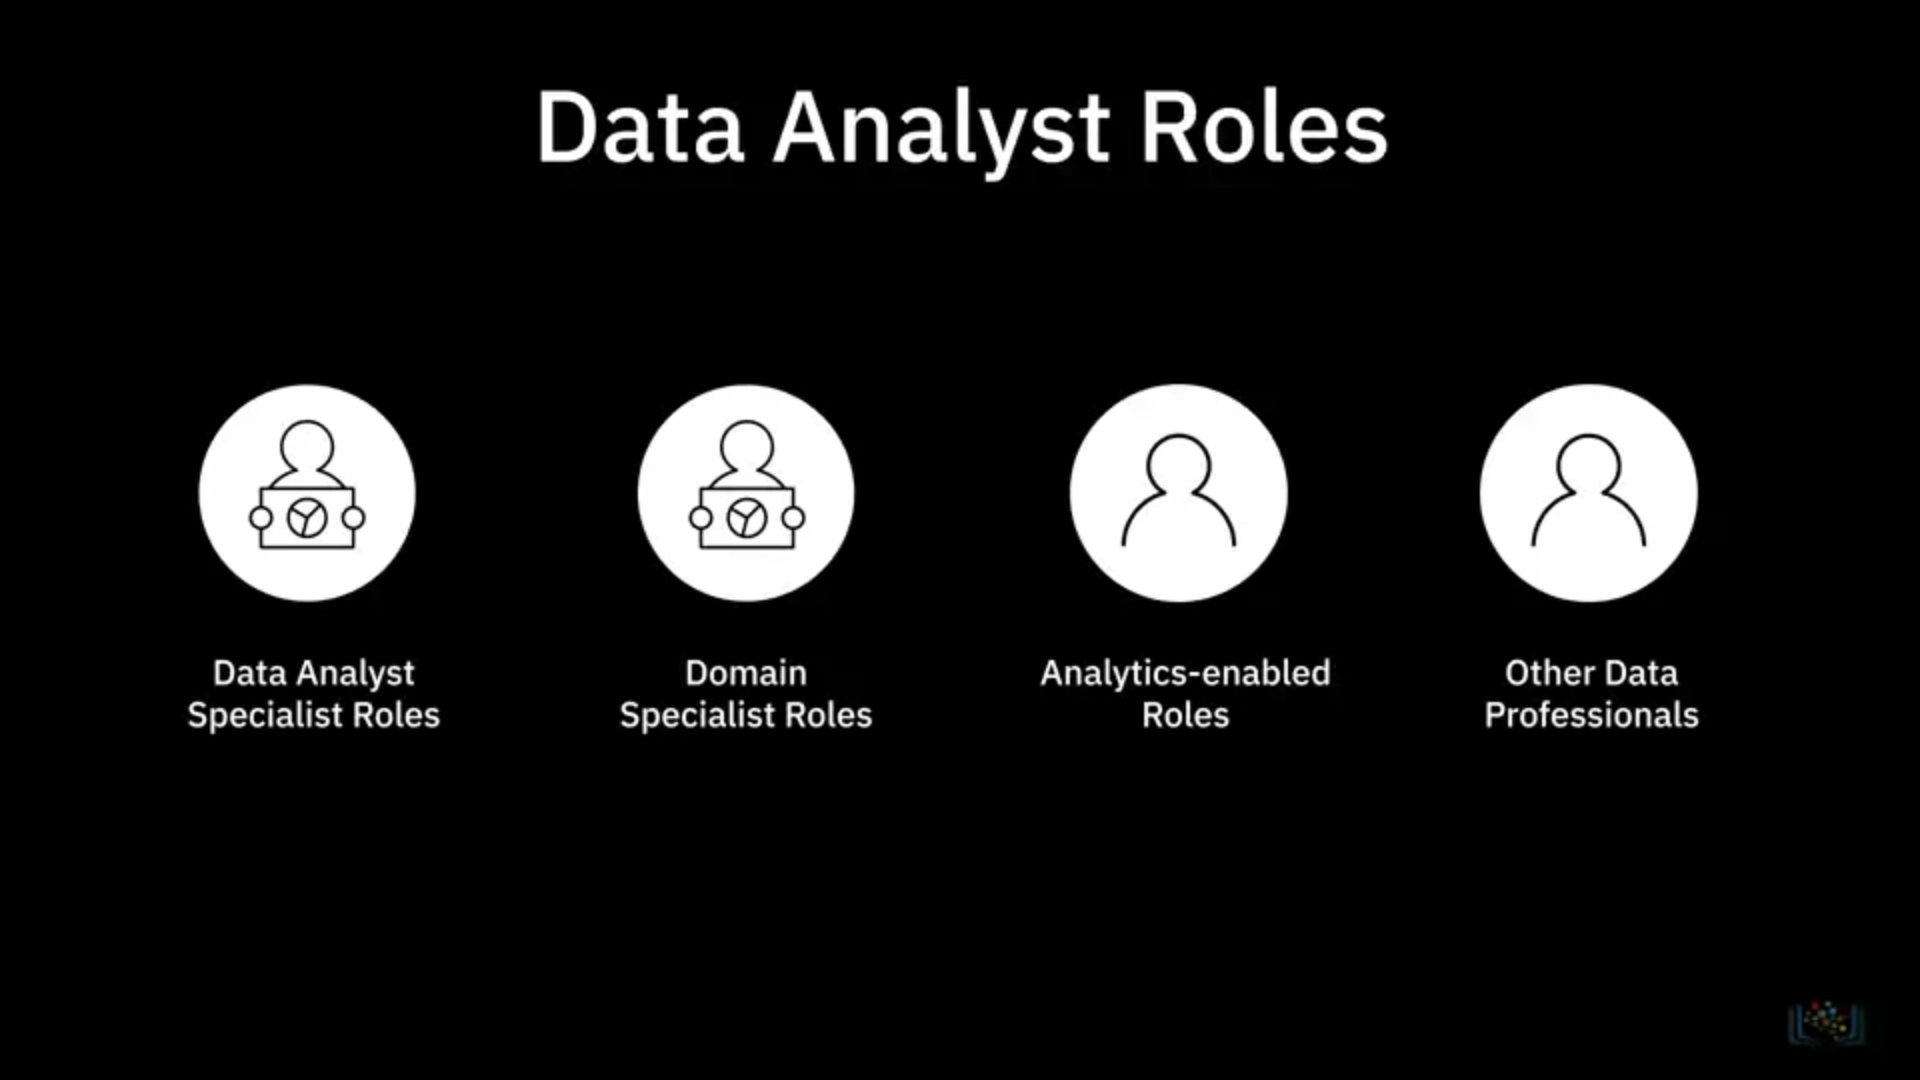 Data Analyst Roles
Data Analyst
Specialist Roles
Domain
Specialist Roles
Analytics-enabled
Roles
Other Data
Professionals